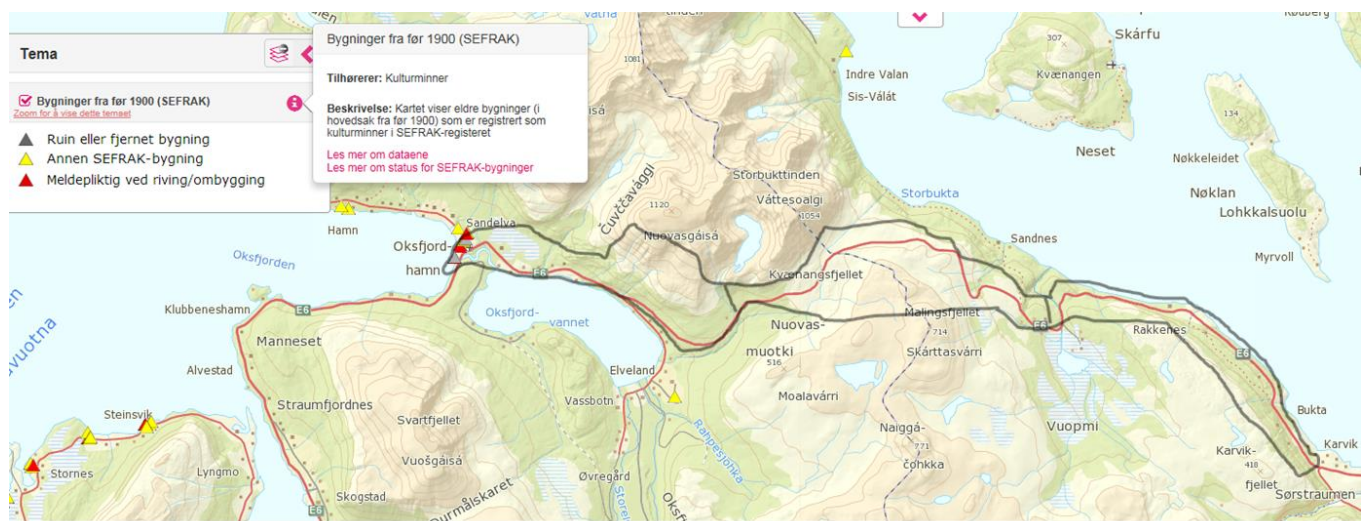 Tema
Bygninger fra før 1900 (SEFRAK)
Zoom for å vise dette temaet
Ruin eller fjernet bygning
Annen SEFRAK-bygning
Meldepliktig ved riving/ombygging
Bygninger fra før 1900 (SEFRAK)
Tilhørerer: Kulturminner
Beskrivelse: Kartet viser eldre bygninger (i
hovedsak fra før 1900) som er registrert som
kulturminner i SEFRAK-registeret
Les mer om dataene
Les mer om status for SEFRAK-bygninger
1081
Indre Valan
Sis-Válát
307
Skárfu
Kvænangen
Neset
134
Nøkkeleidet
Nøklan
Lohkkalsuolu
Myrvoll
Storbukta
Storbukttinden
Váttesoalgi
1054
Čuvččavággi
1120
Nuovasgáisá
Hamn
Sandelva
Oksfjord-
hamn
Oksfjorden
Klubbeneshamn
E6
E6
Oksfjord-
vannet
Manneset
Alvestad
Straumfjordnes
Svartfjellet
Vuošgaisá
Steinsvik
Stornes
Lyngmo
Skogstad
Elveland
Vassbotn
Øvregård
Rahpesjohka
Kvænangsfjellet
Nuovas-
muotki
516
Moalavárri
Malingsfjellet
714
Skárttasvárri
Naiggá-
771
čohkka
Sandnes
E6
Rakkenes
E6
Vuopmi
Bukta
Karvik
Karvik-
418
fjellet
Sørstraumen